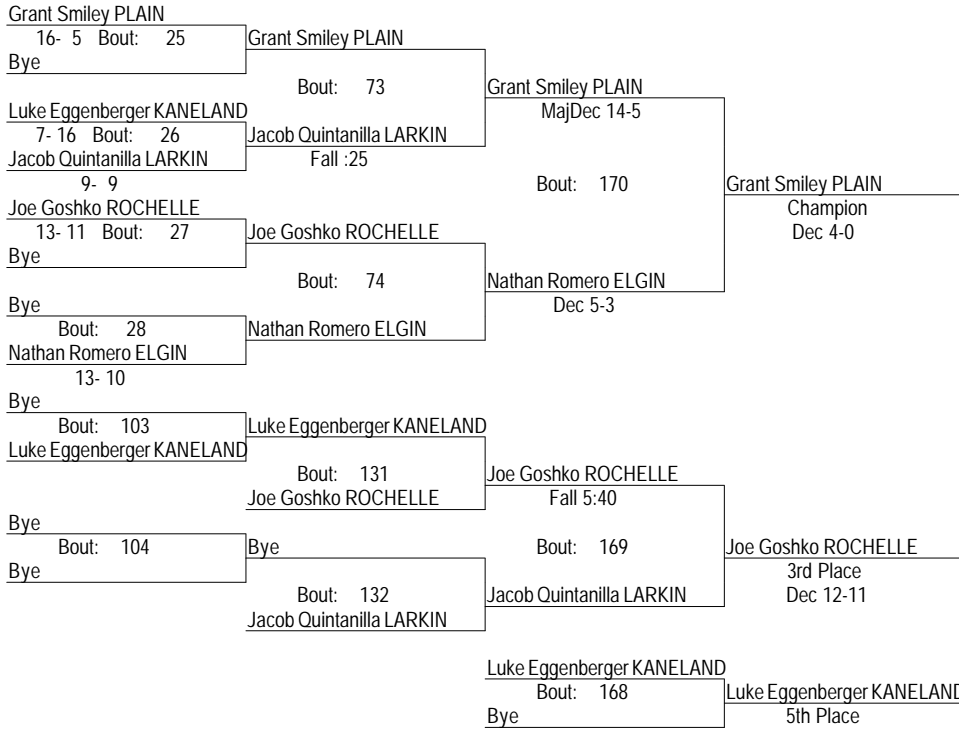 Grant Smiley PLAIN
16- 5 Bout: 25
Bye
Luke Eggenberger KANELAND
7- 16 Bout: 26
Jacob Quintanilla LARKIN
9- 9
Joe Goshko ROCHELLE
13- 11 Bout: 27
Bye
Bye
Bout: 28
Nathan Romero ELGIN
13- 10
Grant Smiley PLAIN
Bout: 73
Jacob Quintanilla LARKIN
Fall :25
Joe Goshko ROCHELLE
Bout: 74
Nathan Romero ELGIN
Grant Smiley PLAIN
MajDec 14-5
Bout: 170
Nathan Romero ELGIN
Dec 5-3
Grant Smiley PLAIN
Champion
Dec 4-0
Bye
Bout: 103
Luke Eggenberger KANELAND
Bye
Bout: 104
Bye
Luke Eggenberger KANELAND
Bout: 131
Joe Goshko ROCHELLE
Bye
Bout: 132
Jacob Quintanilla LARKIN
Joe Goshko ROCHELLE
Fall 5:40
Bout: 169
Jacob Quintanilla LARKIN
Joe Goshko ROCHELLE
3rd Place
Dec 12-11
Luke Eggenberger KANELAND
Bout: 168
Bye
Luke Eggenberger KANELAND
5th Place